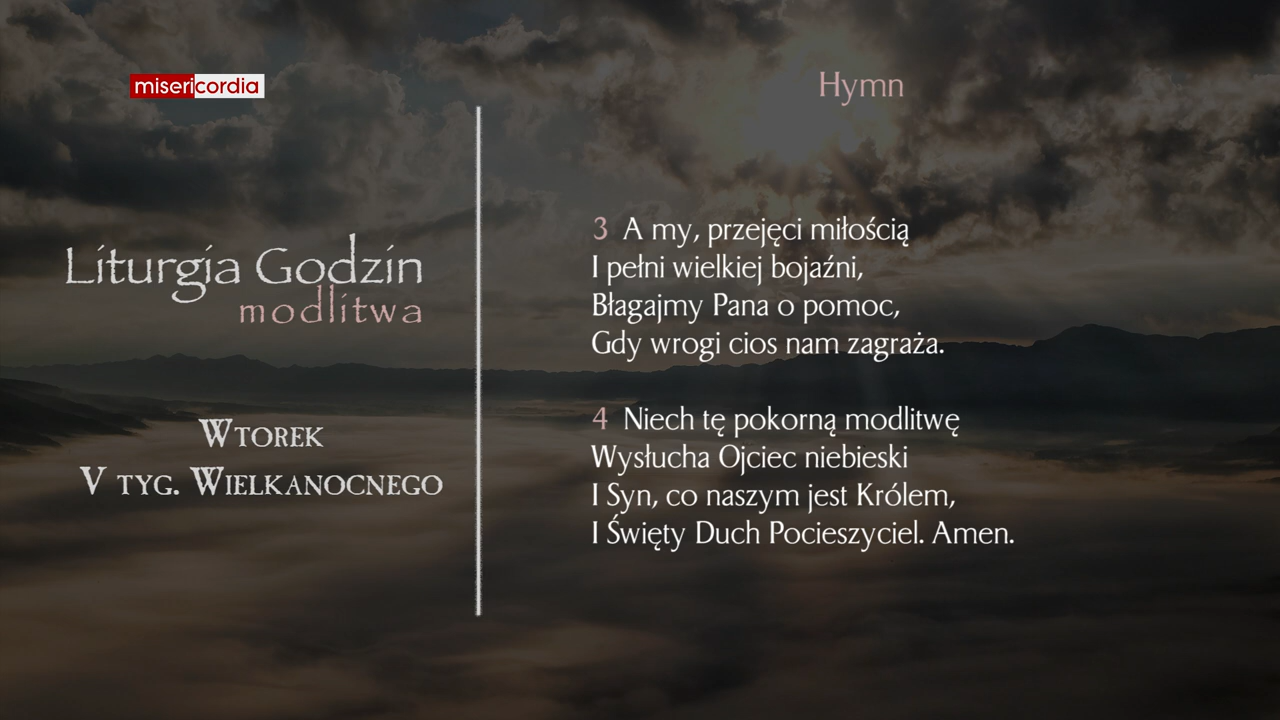 misericordia
Liturgia Godzin
modlitwa
Wtorek
V tyg. Wielkanocnego
Hymn
3 A my, przejęci miłością
I pełni wielkiej bojaźni,
Błagajmy Pana o pomoc,
Gdy wrogi cios nam zagraża.
4 Niech tę pokorną modlitwę
Wysłucha Ojciec niebieski
I Syn, co naszym jest Królem,
I Święty Duch Pocieszyciel. Amen.